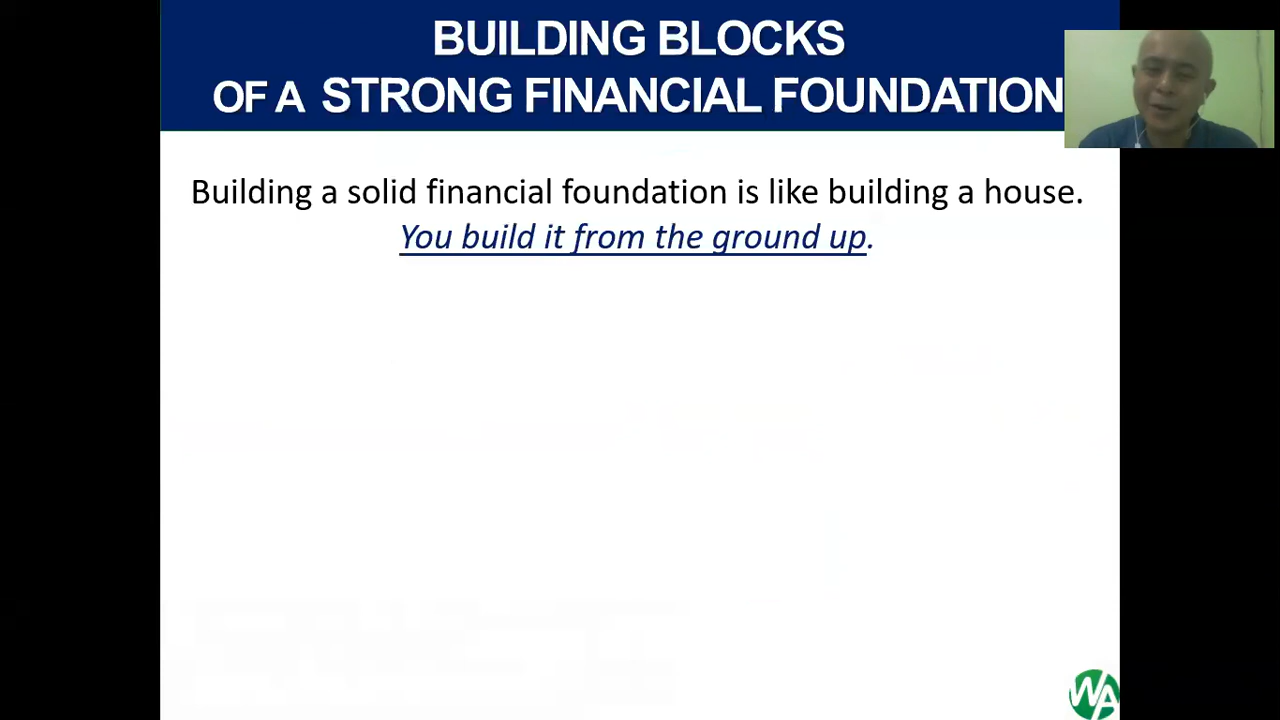 BUILDING BLOCKS
OF A STRONG FINANCIAL FOUNDATION
Building a solid financial foundation is like building a house.
You build it from the ground up.
WA